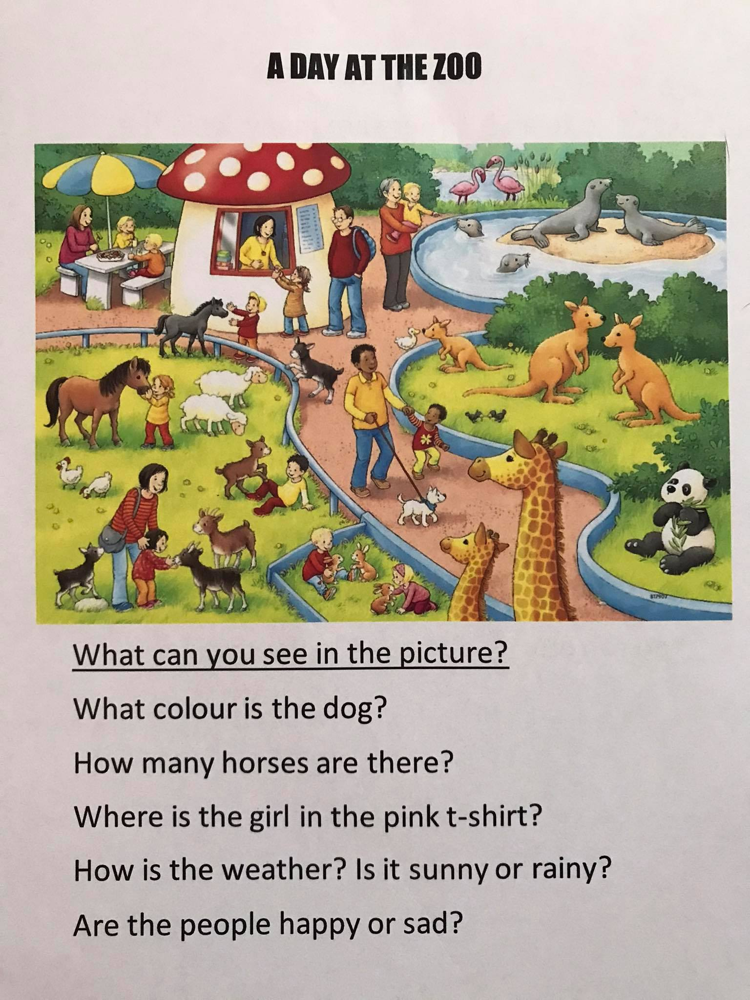 A DAY AT THE ZOO
817907
What can you see in the picture?
What colour is the dog?
How many horses are there?
Where is the girl in the pink t-shirt?
How is the weather? Is it sunny or rainy?
Are the people happy or sad?